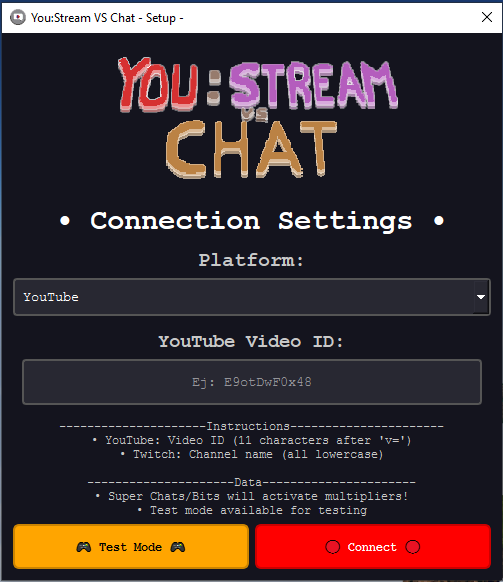 You:Stream VS Chat - Setup -
YOU:STREAM
VS
CHAT
• Connection Settings •
Platform:
YouTube
YouTube Video ID:
Ej: E9otDwF0x48
---------------------Instructions----------------------
• YouTube: Video ID (11 characters after 'v=')
• Twitch: Channel name (all lowercase)
---------------------Data----------------------
• Super Chats/Bits will activate multipliers!
• Test mode available for testing
🎮 Test Mode 🎮
⭕ Connect ⭕